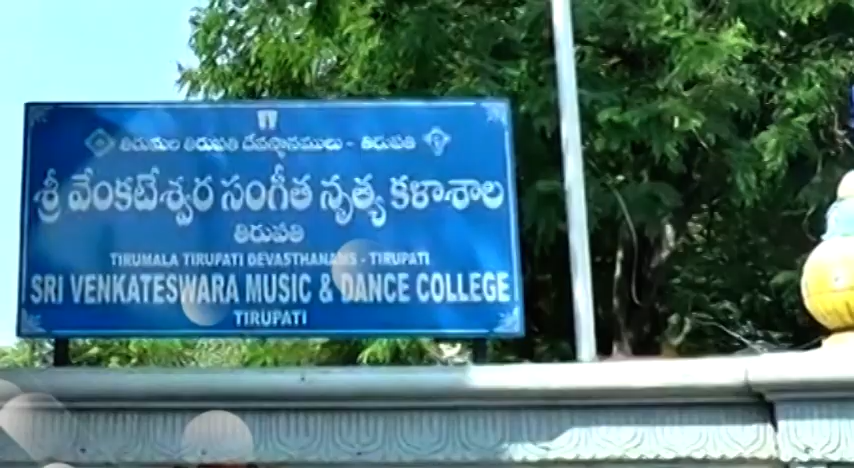 తిరుమల తిరుపతి దేవస్థానములు - తిరుపతి
శ్రీ వేంకటేశ్వర సంగీత నృత్య కళాశాల
తిరుపతి
TIRUMALA TIRUPATI DEVASTHANAMS - TIRUPATI
SRI VENKATESWARA MUSIC & DANCE COLLEGE
TIRUPATI